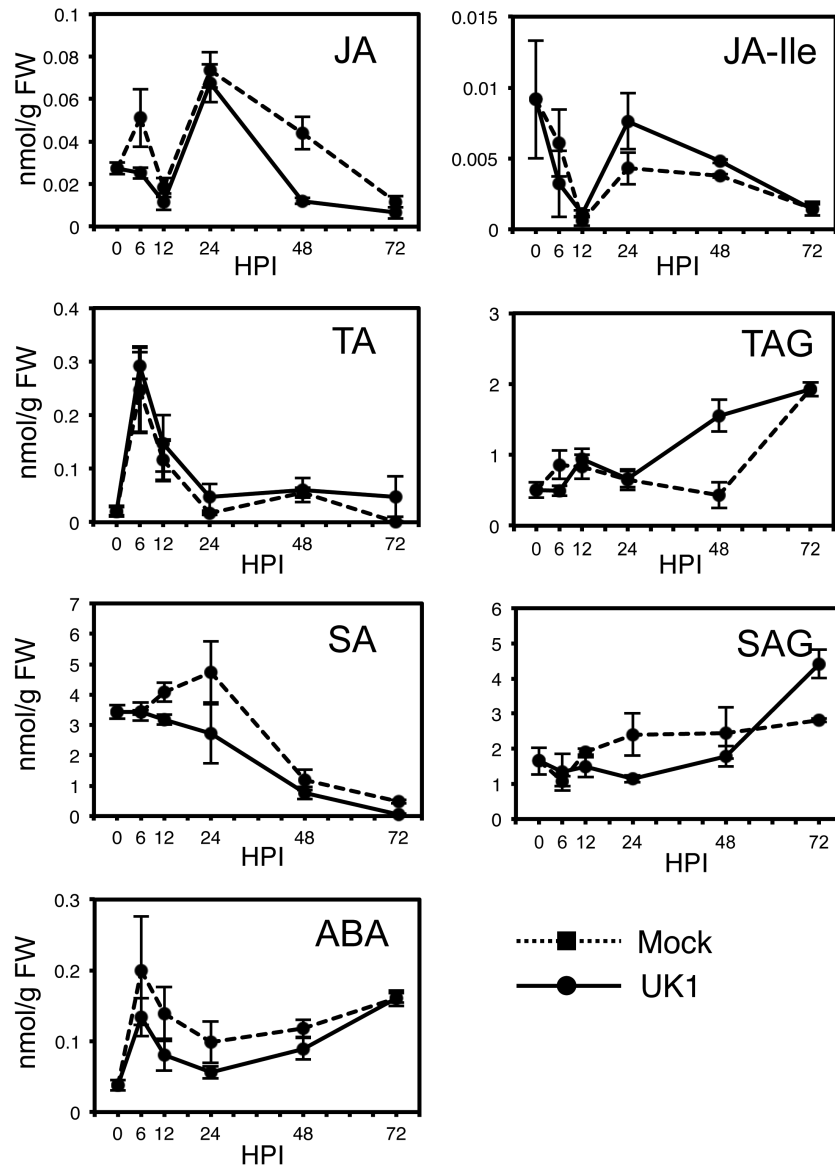 JA
nmol/g FW
0.1
0.08
0.06
0.04
0.02
0
0 6 12 24 48 72
HPI
JA-Ile
0.015
0.01
0.005
0
0 6 12 24 48 72
HPI
TA
nmol/g FW
0.4
0.3
0.2
0.1
0
0 6 12 24 48 72
HPI
TAG
3
2
1
0
0 6 12 24 48 72
HPI
SA
nmol/g FW
7
6
5
4
3
2
1
0
0 6 12 24 48 72
HPI
SAG
6
5
4
3
2
1
0
0 6 12 24 48 72
HPI
ABA
nmol/g FW
0.3
0.2
0.1
0
0 6 12 24 48 72
HPI
Mock
UK1